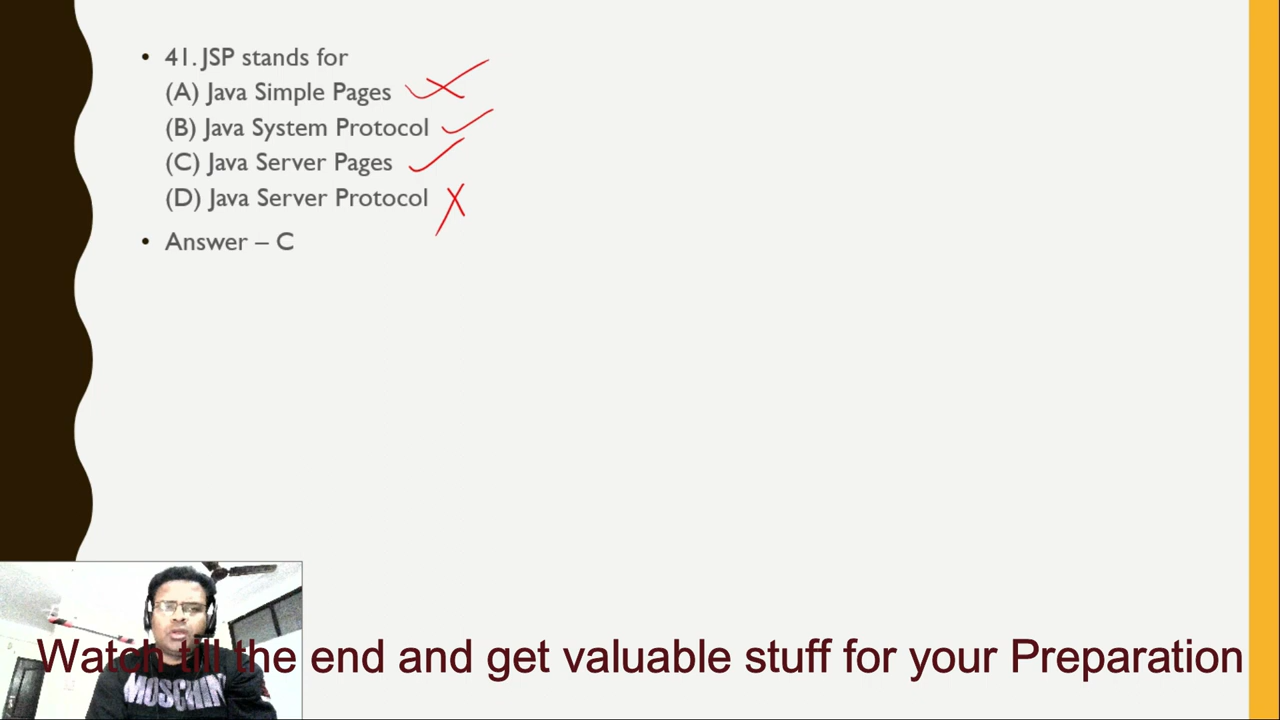 • 41. JSP stands for
(A) Java Simple Pages
(B) Java System Protocol
(C) Java Server Pages
(D) Java Server Protocol
• Answer – C
Watch till the end and get valuable stuff for your Preparation
MOSCHIN